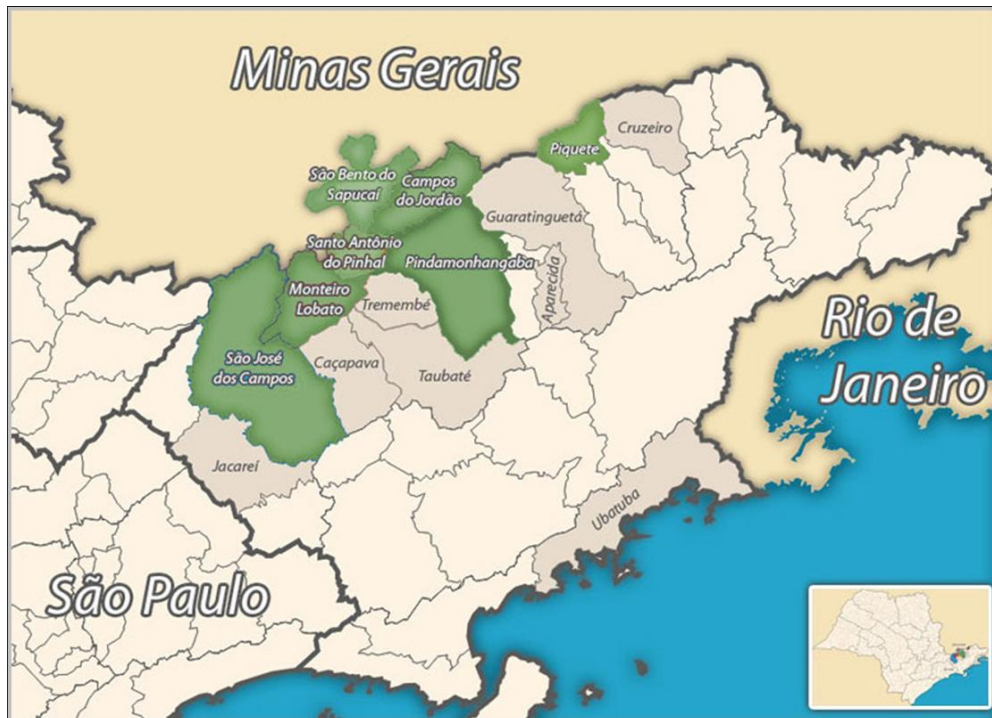 Minas Gerais
Cruzeiro
Piquete
São Bento do
Sapucaí
Campos
do Jordão
Guaratinguetá
Santo Antônio
do Pinhal
Pindamonhangaba
Aparecida
Monteiro
Lobato
Tremembé
Rio de
Janeiro
São José
dos Campos
Caçapava
Taubaté
Jacareí
Ubatuba
São Paulo